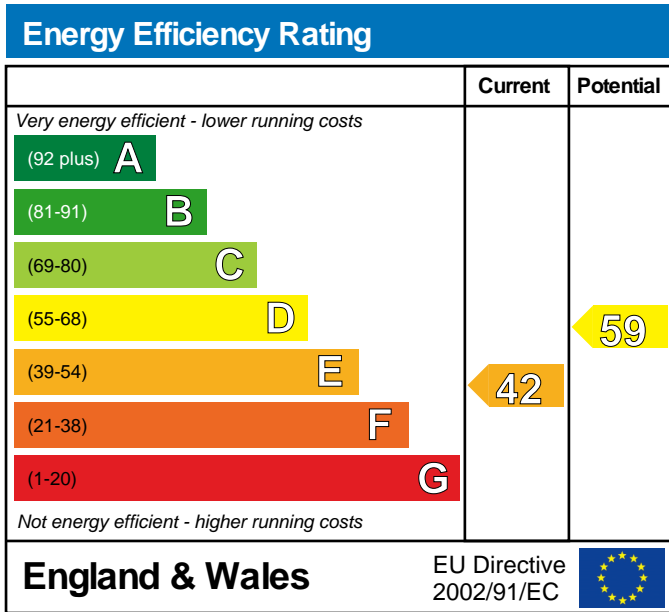 Energy Efficiency Rating
Current Potential
Very energy efficient - lower running costs
(92 plus) A
(81-91) B
(69-80) C
(55-68) D
59
(39-54) E
42
(21-38) F
(1-20) G
Not energy efficient - higher running costs
England & Wales
EU Directive
2002/91/EC